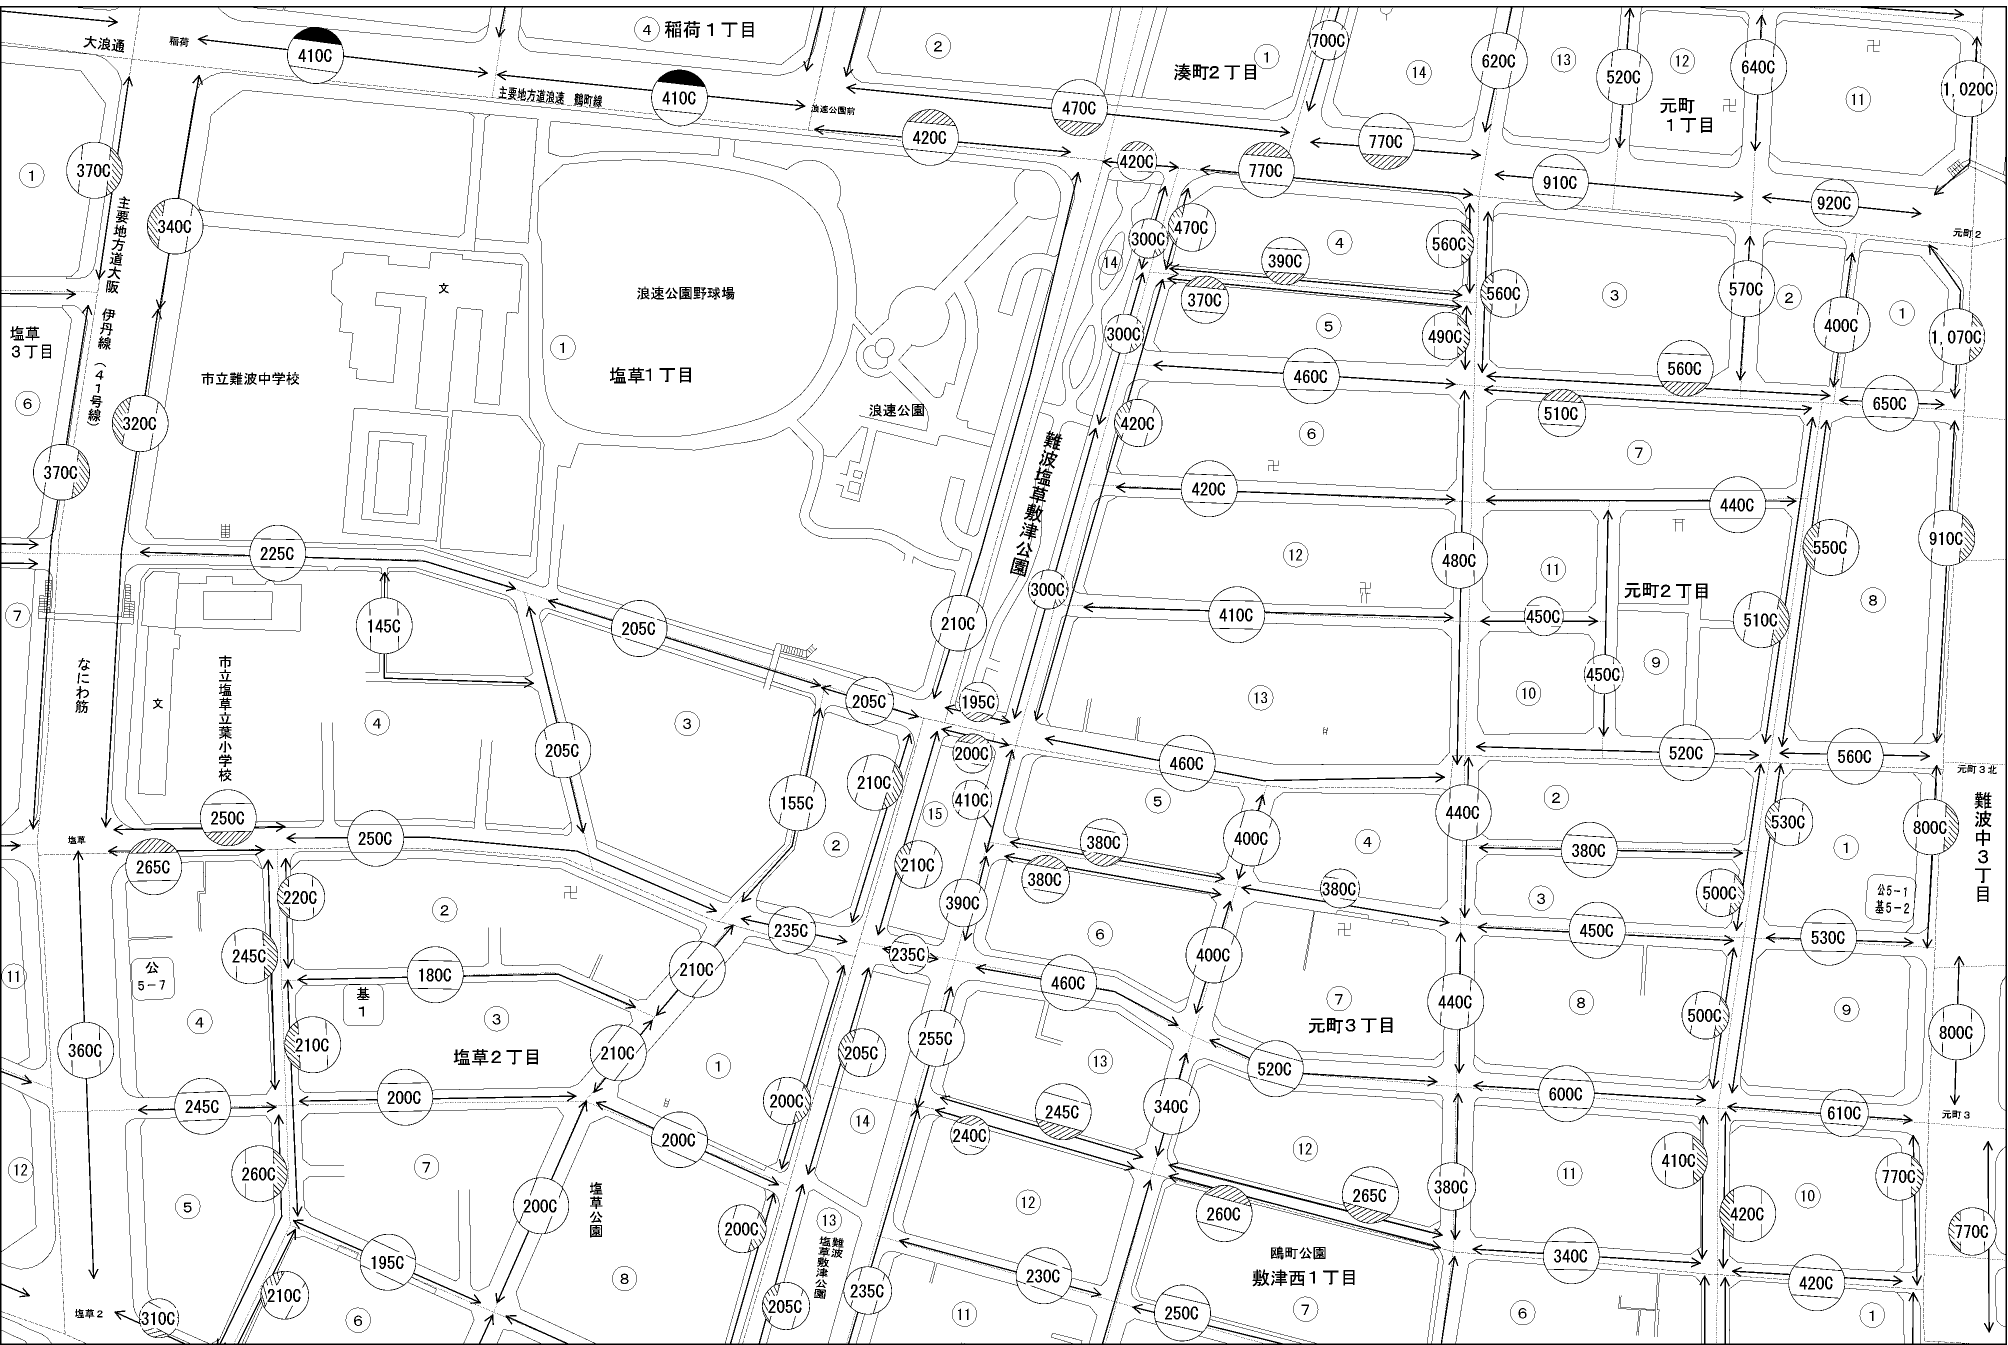 ④ 稲荷１丁目
②
湊町２丁目
①
700C
⑭
620C
⑬
520C
⑫
640C
⑪
1,020C
元町
１丁目
大浪通
稲荷
410C
主要地方道浪速　鶴町線
410C
浪速公園前
470C
420C
420C
770C
770C
910C
920C
元町２
①
370C
主要地方道大阪　伊丹線（41号線）
340C
文
浪速公園野球場
①
塩草１丁目
市立難波中学校
浪速公園
⑭
300C
470C
390C
④
560C
370C
⑤
560C
③
570C
②
400C
①
1,070C
300C
490C
塩草
３丁目
⑥
320C
370C
460C
560C
510C
650C
難波塩草敷津公園
420C
⑥
⑦
420C
440C
225C
480C
550C
910C
⑫
⑪
元町２丁目
300C
⑦
145C
205C
210C
410C
450C
510C
⑧
⑨
450C
⑩
なにわ筋
市立塩草立葉小学校
文
④
③
205C
195C
⑬
205C
200C
460C
520C
560C
元町３北
難波中３丁目
210C
155C
⑮
410C
⑤
②
440C
530C
800C
250C
250C
塩草
265C
②
210C
380C
400C
④
380C
①
220C
②
380C
390C
380C
③
500C
公5-1
基5-2
235C
⑥
450C
530C
245C
180C
210C
235C
400C
⑪
公
5-7
基
1
460C
440C
⑦
⑧
500C
⑨
800C
④
③
元町３丁目
360C
210C
塩草２丁目
210C
①
205C
255C
⑬
520C
245C
200C
200C
340C
600C
610C
元町３
245C
240C
200C
⑭
⑫
⑫
260C
⑦
410C
⑪
770C
380C
⑤
200C
塩草公園
200C
⑬
難波
塩草敷津公園
⑫
260C
265C
420C
⑩
770C
195C
鴎町公園
敷津西１丁目
340C
420C
210C
⑧
205C
235C
230C
250C
⑦
⑥
①
塩草２
310C
⑥
⑪